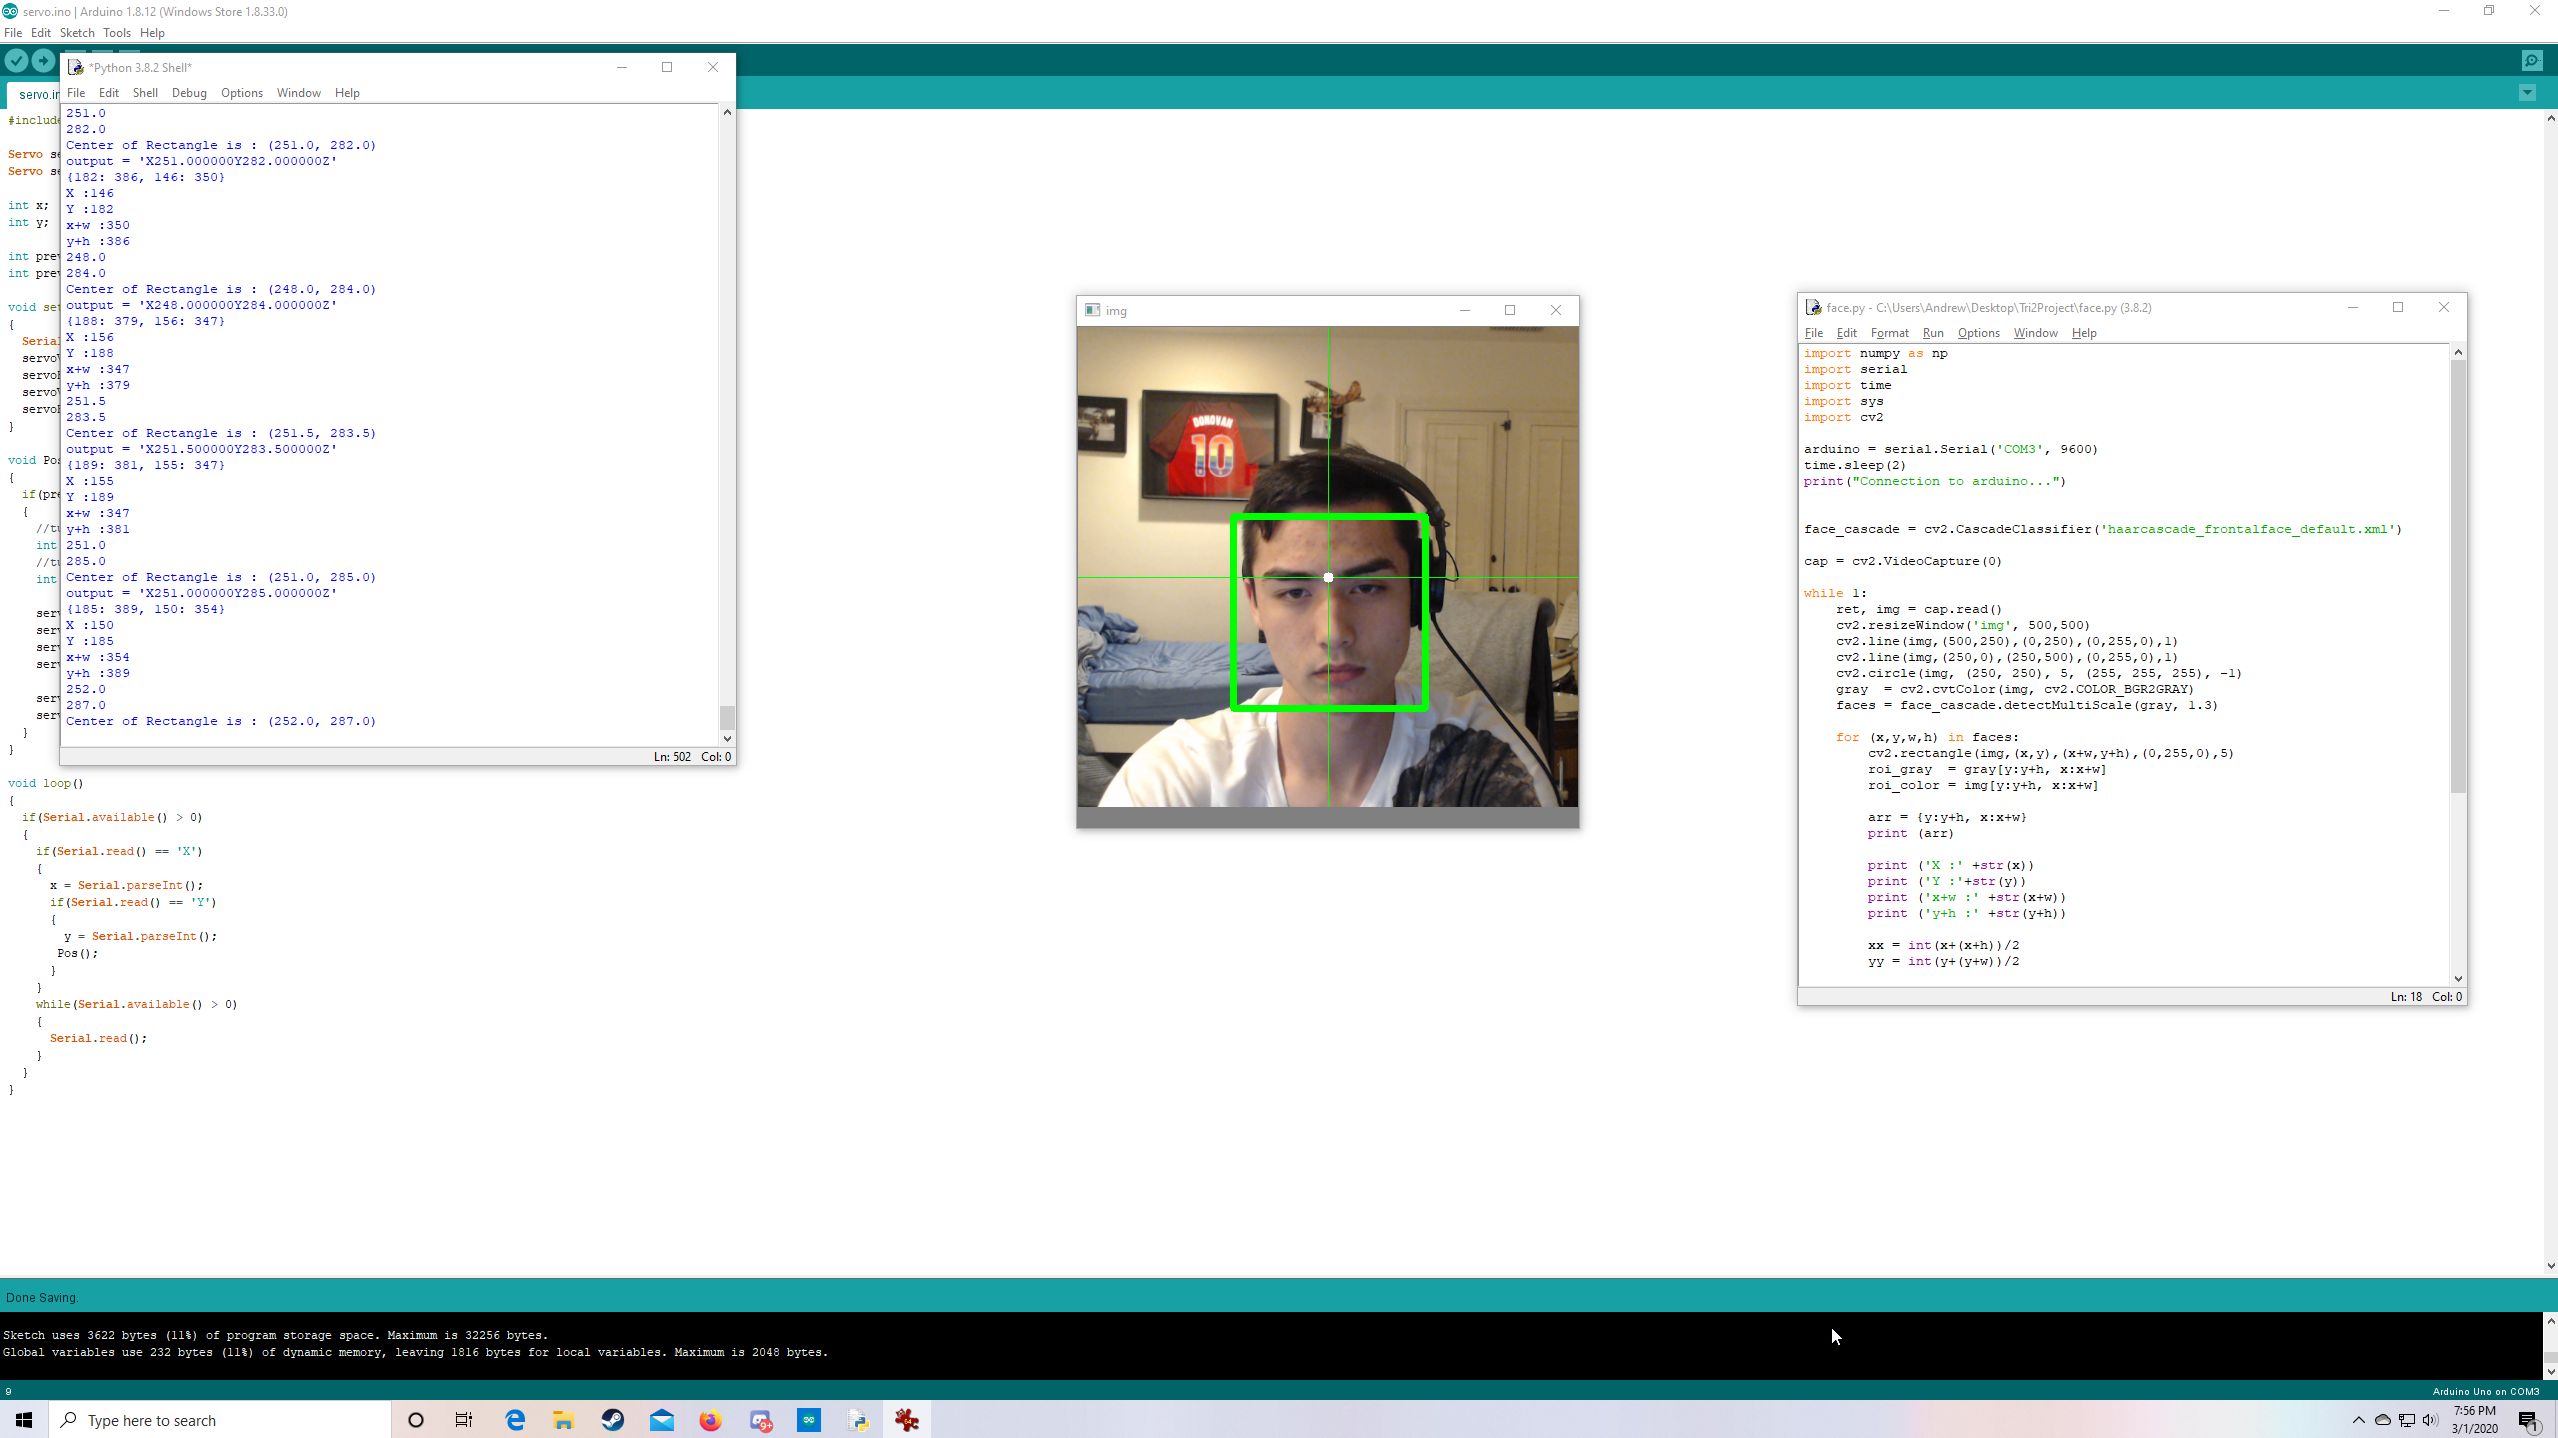 servo.ino | Arduino 1.8.12 (Windows Store 1.8.33.0)
File Edit Sketch Tools Help
servo.in
#include
Servo se
Servo se
int x;
int y;
int prev
int prev
void set
{
Serial
servoV
servoH
servoV
servoH
}
void Pos
{
if(pre
{
//tu
int
//tu
int
serv
serv
serv
serv
serv
serv
}
}
void loop()
{
if(Serial.available() > 0)
{
if(Serial.read() == 'X')
{
x = Serial.parseInt();
if(Serial.read() == 'Y')
{
y = Serial.parseInt();
Pos();
}
}
while(Serial.available() > 0)
{
Serial.read();
}
}
}
*Python 3.8.2 Shell*
File Edit Shell Debug Options Window Help
251.0
282.0
Center of Rectangle is : (251.0, 282.0)
output = 'X251.000000Y282.000000Z'
{182: 386, 146: 350}
X :146
Y :182
x+w :350
y+h :386
248.0
284.0
Center of Rectangle is : (248.0, 284.0)
output = 'X248.000000Y284.000000Z'
{188: 379, 156: 347}
X :156
Y :188
x+w :347
y+h :379
251.5
283.5
Center of Rectangle is : (251.5, 283.5)
output = 'X251.500000Y283.500000Z'
{189: 381, 155: 347}
X :155
Y :189
x+w :347
y+h :381
251.0
285.0
Center of Rectangle is : (251.0, 285.0)
output = 'X251.000000Y285.000000Z'
{185: 389, 150: 354}
X :150
Y :185
x+w :354
y+h :389
252.0
287.0
Center of Rectangle is : (252.0, 287.0)
Ln: 502 Col: 0
img
DONOVAN
10
face.py - C:\Users\Andrew\Desktop\Tri2Project\face.py (3.8.2)
File Edit Format Run Options Window Help
import numpy as np
import serial
import time
import sys
import cv2
arduino = serial.Serial('COM3', 9600)
time.sleep(2)
print("Connection to arduino...")
face_cascade = cv2.CascadeClassifier('haarcascade_frontalface_default.xml')
cap = cv2.VideoCapture(0)
while 1:
ret, img = cap.read()
cv2.resizeWindow('img', 500,500)
cv2.line(img,(500,250),(0,250),(0,255,0),1)
cv2.line(img,(250,0),(250,500),(0,255,0),1)
cv2.circle(img, (250, 250), 5, (255, 255, 255), -1)
gray = cv2.cvtColor(img, cv2.COLOR_BGR2GRAY)
faces = face_cascade.detectMultiScale(gray, 1.3)
for (x,y,w,h) in faces:
cv2.rectangle(img,(x,y),(x+w,y+h),(0,255,0),5)
roi_gray = gray[y:y+h, x:x+w]
roi_color = img[y:y+h, x:x+w]
arr = {y:y+h, x:x+w}
print (arr)
print ('X :' +str(x))
print ('Y :'+str(y))
print ('x+w :' +str(x+w))
print ('y+h :' +str(y+h))
xx = int(x+(x+h))/2
yy = int(y+(y+w))/2
Ln: 18 Col: 0
Done Saving.
Sketch uses 3622 bytes (11%) of program storage space. Maximum is 32256 bytes.
Global variables use 232 bytes (11%) of dynamic memory, leaving 1816 bytes for local variables. Maximum is 2048 bytes.
9
Arduino Uno on COM3
Type here to search
9+
7:56 PM
3/1/2020
1